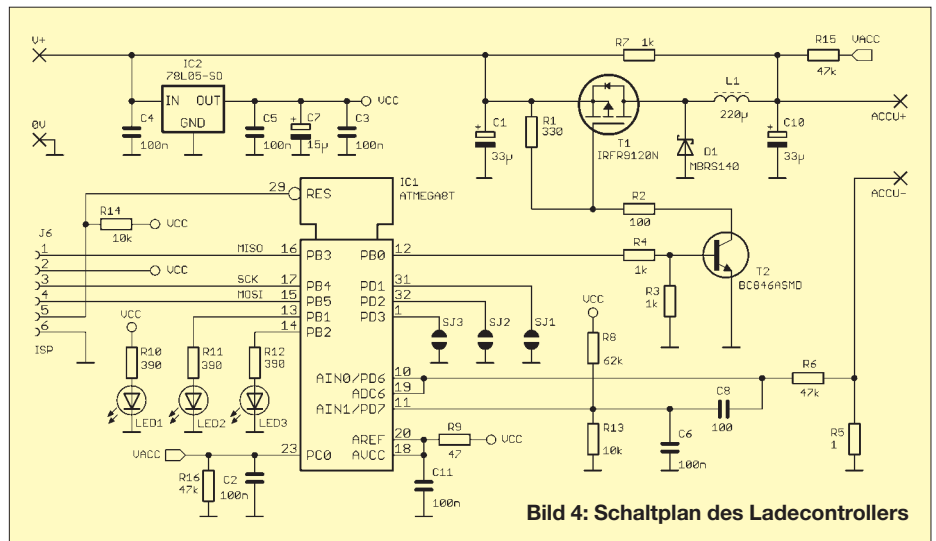 V+
IC2
78L05-SO
IN OUT
GND
C4
100n
C5
100n
C7
15µ
C3
100n
VCC
0V
R7 1k
R15
47k
VACC
C1
33µ
R1
330
T1
IRFR9120N
L1
220µ
D1
MBRS140
C10
33µ
ACCU+
ACCU-
29
RES
IC1
ATMEGA8T
R14
10k
VCC
J6
1
2
3
4
5
6
ISP
MISO
VCC
SCK
MOSI
16 PB3
17 PB4
15 PB5
13 PB1
14 PB2
PB0 12
PD1 31
PD2 32
PD3 1
R2
100
R4
1k
R3
1k
T2
BC846ASMD
SJ3
SJ2
SJ1
VCC
R8
62k
VCC
R10
390
R11
390
R12
390
LED1
LED2
LED3
AIN0/PD6 10
ADC6 19
AIN1/PD7 11
R6
47k
C8
100
R5
1
AREF 20
AVCC 18
R9
47
VCC
R13
10k
C6
100n
C11
100n
VACC
23 PC0
R16
47k
C2
100n
Bild 4: Schaltplan des Ladecontrollers